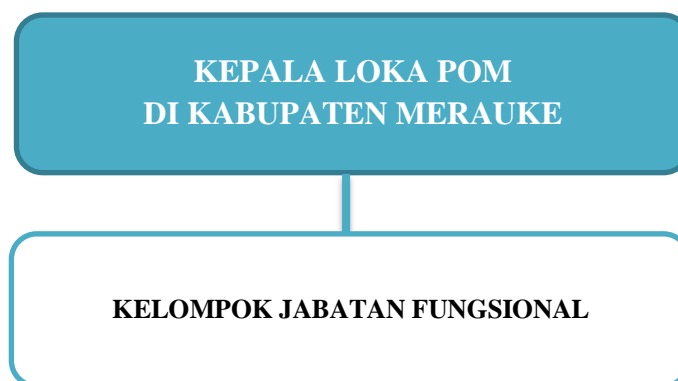 KEPALA LOKA POM
DI KABUPATEN MERAUKE
KELOMPOK JABATAN FUNGSIONAL